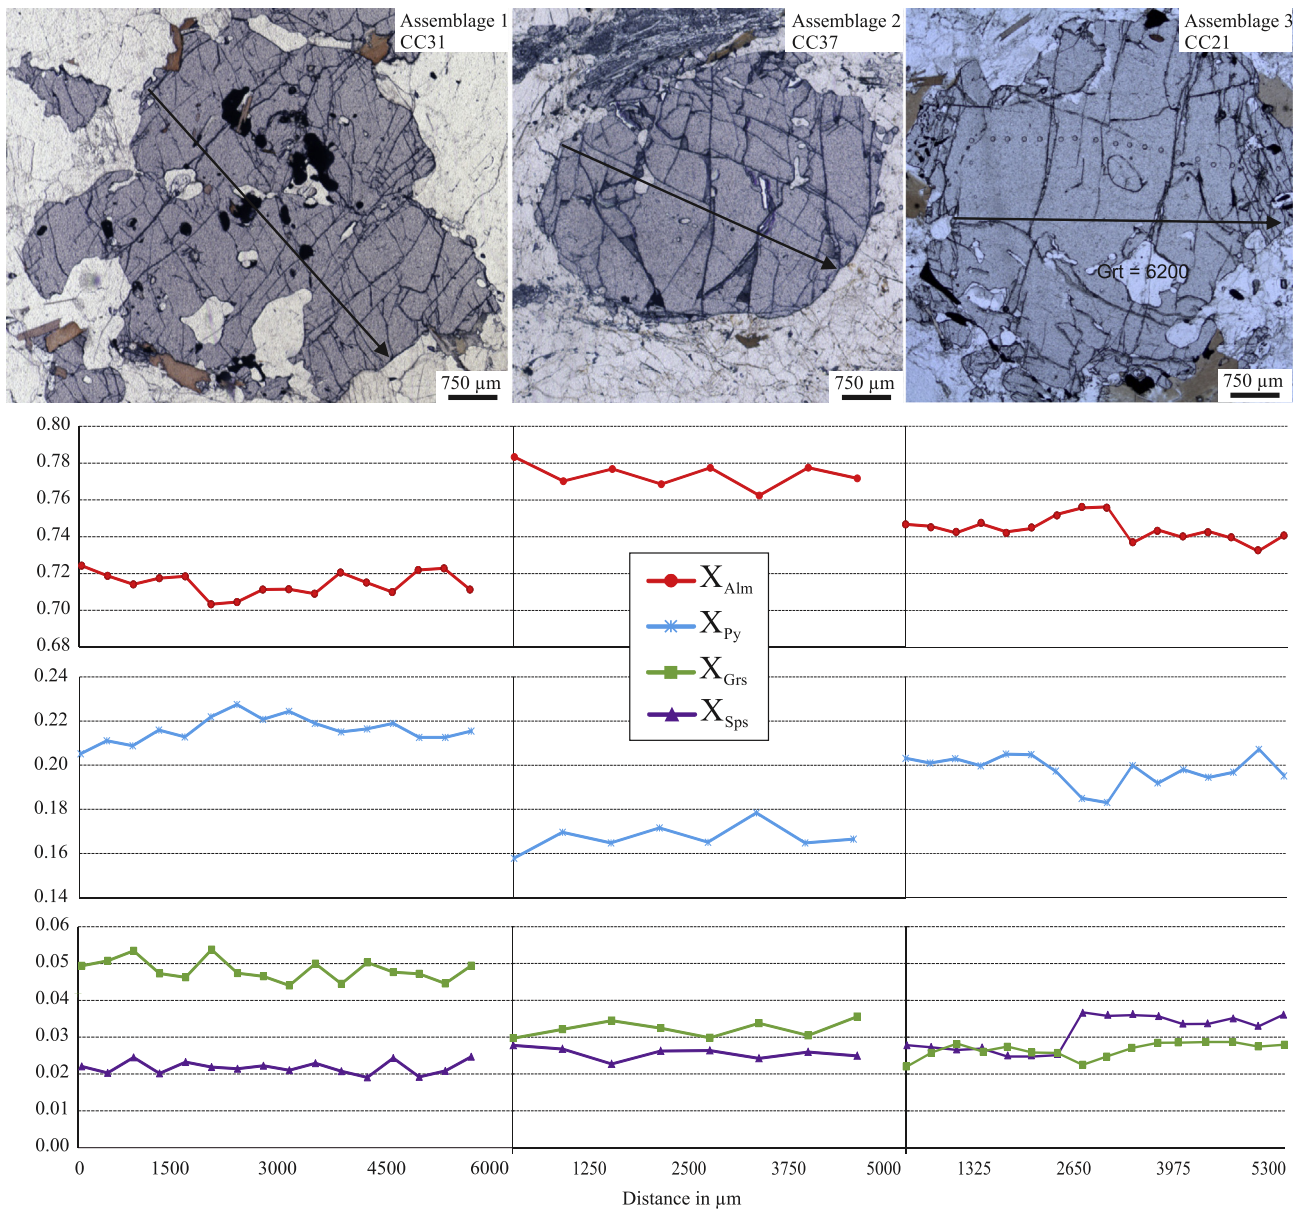 Assemblage 1
CC31
750 µm
Assemblage 2
CC37
750 µm
Assemblage 3
CC21
Grt = 6200
750 µm
0.80
0.78
0.76
0.74
0.72
0.70
0.68
0.24
0.22
0.20
0.18
0.16
0.14
0.06
0.05
0.04
0.03
0.02
0.01
0.00
XAlm
XPy
XGrs
XSps
0 1500 3000 4500 6000 1250 2500 3750 5000 1325 2650 3975 5300
Distance in µm